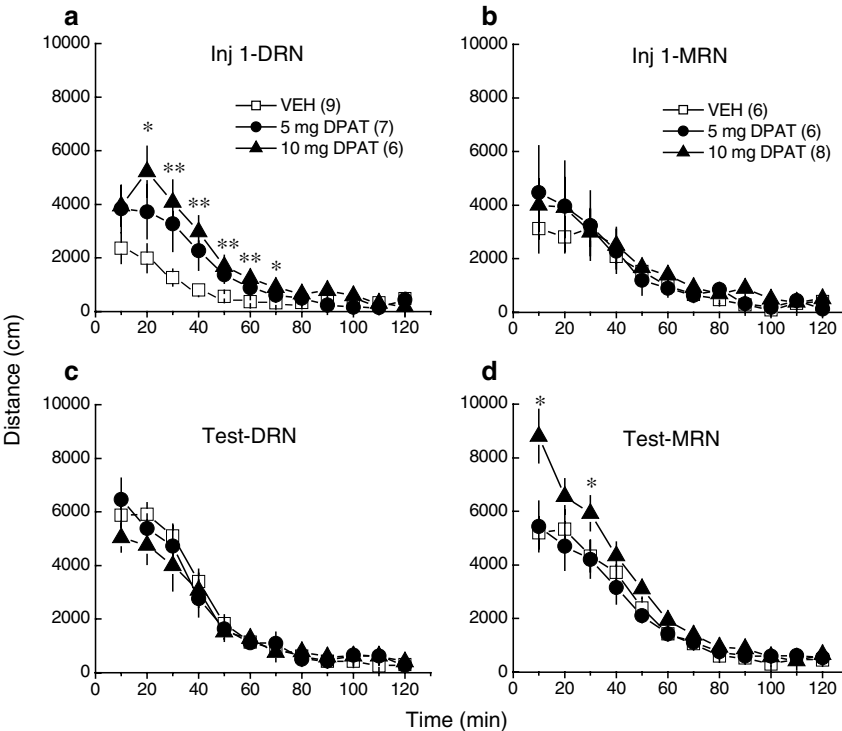 a
Inj 1-DRN
10000
8000
6000
4000
2000
0
VEH (9)
5 mg DPAT (7)
10 mg DPAT (6)
*
**
**
**
**
*
0 20 40 60 80 100 120
b
Inj 1-MRN
10000
8000
6000
4000
2000
0
VEH (6)
5 mg DPAT (6)
10 mg DPAT (8)
0 20 40 60 80 100 120
c
Test-DRN
10000
8000
6000
4000
2000
0
0 20 40 60 80 100 120
d
Test-MRN
10000
8000
6000
4000
2000
0
*
*
0 20 40 60 80 100 120
Distance (cm)
Time (min)